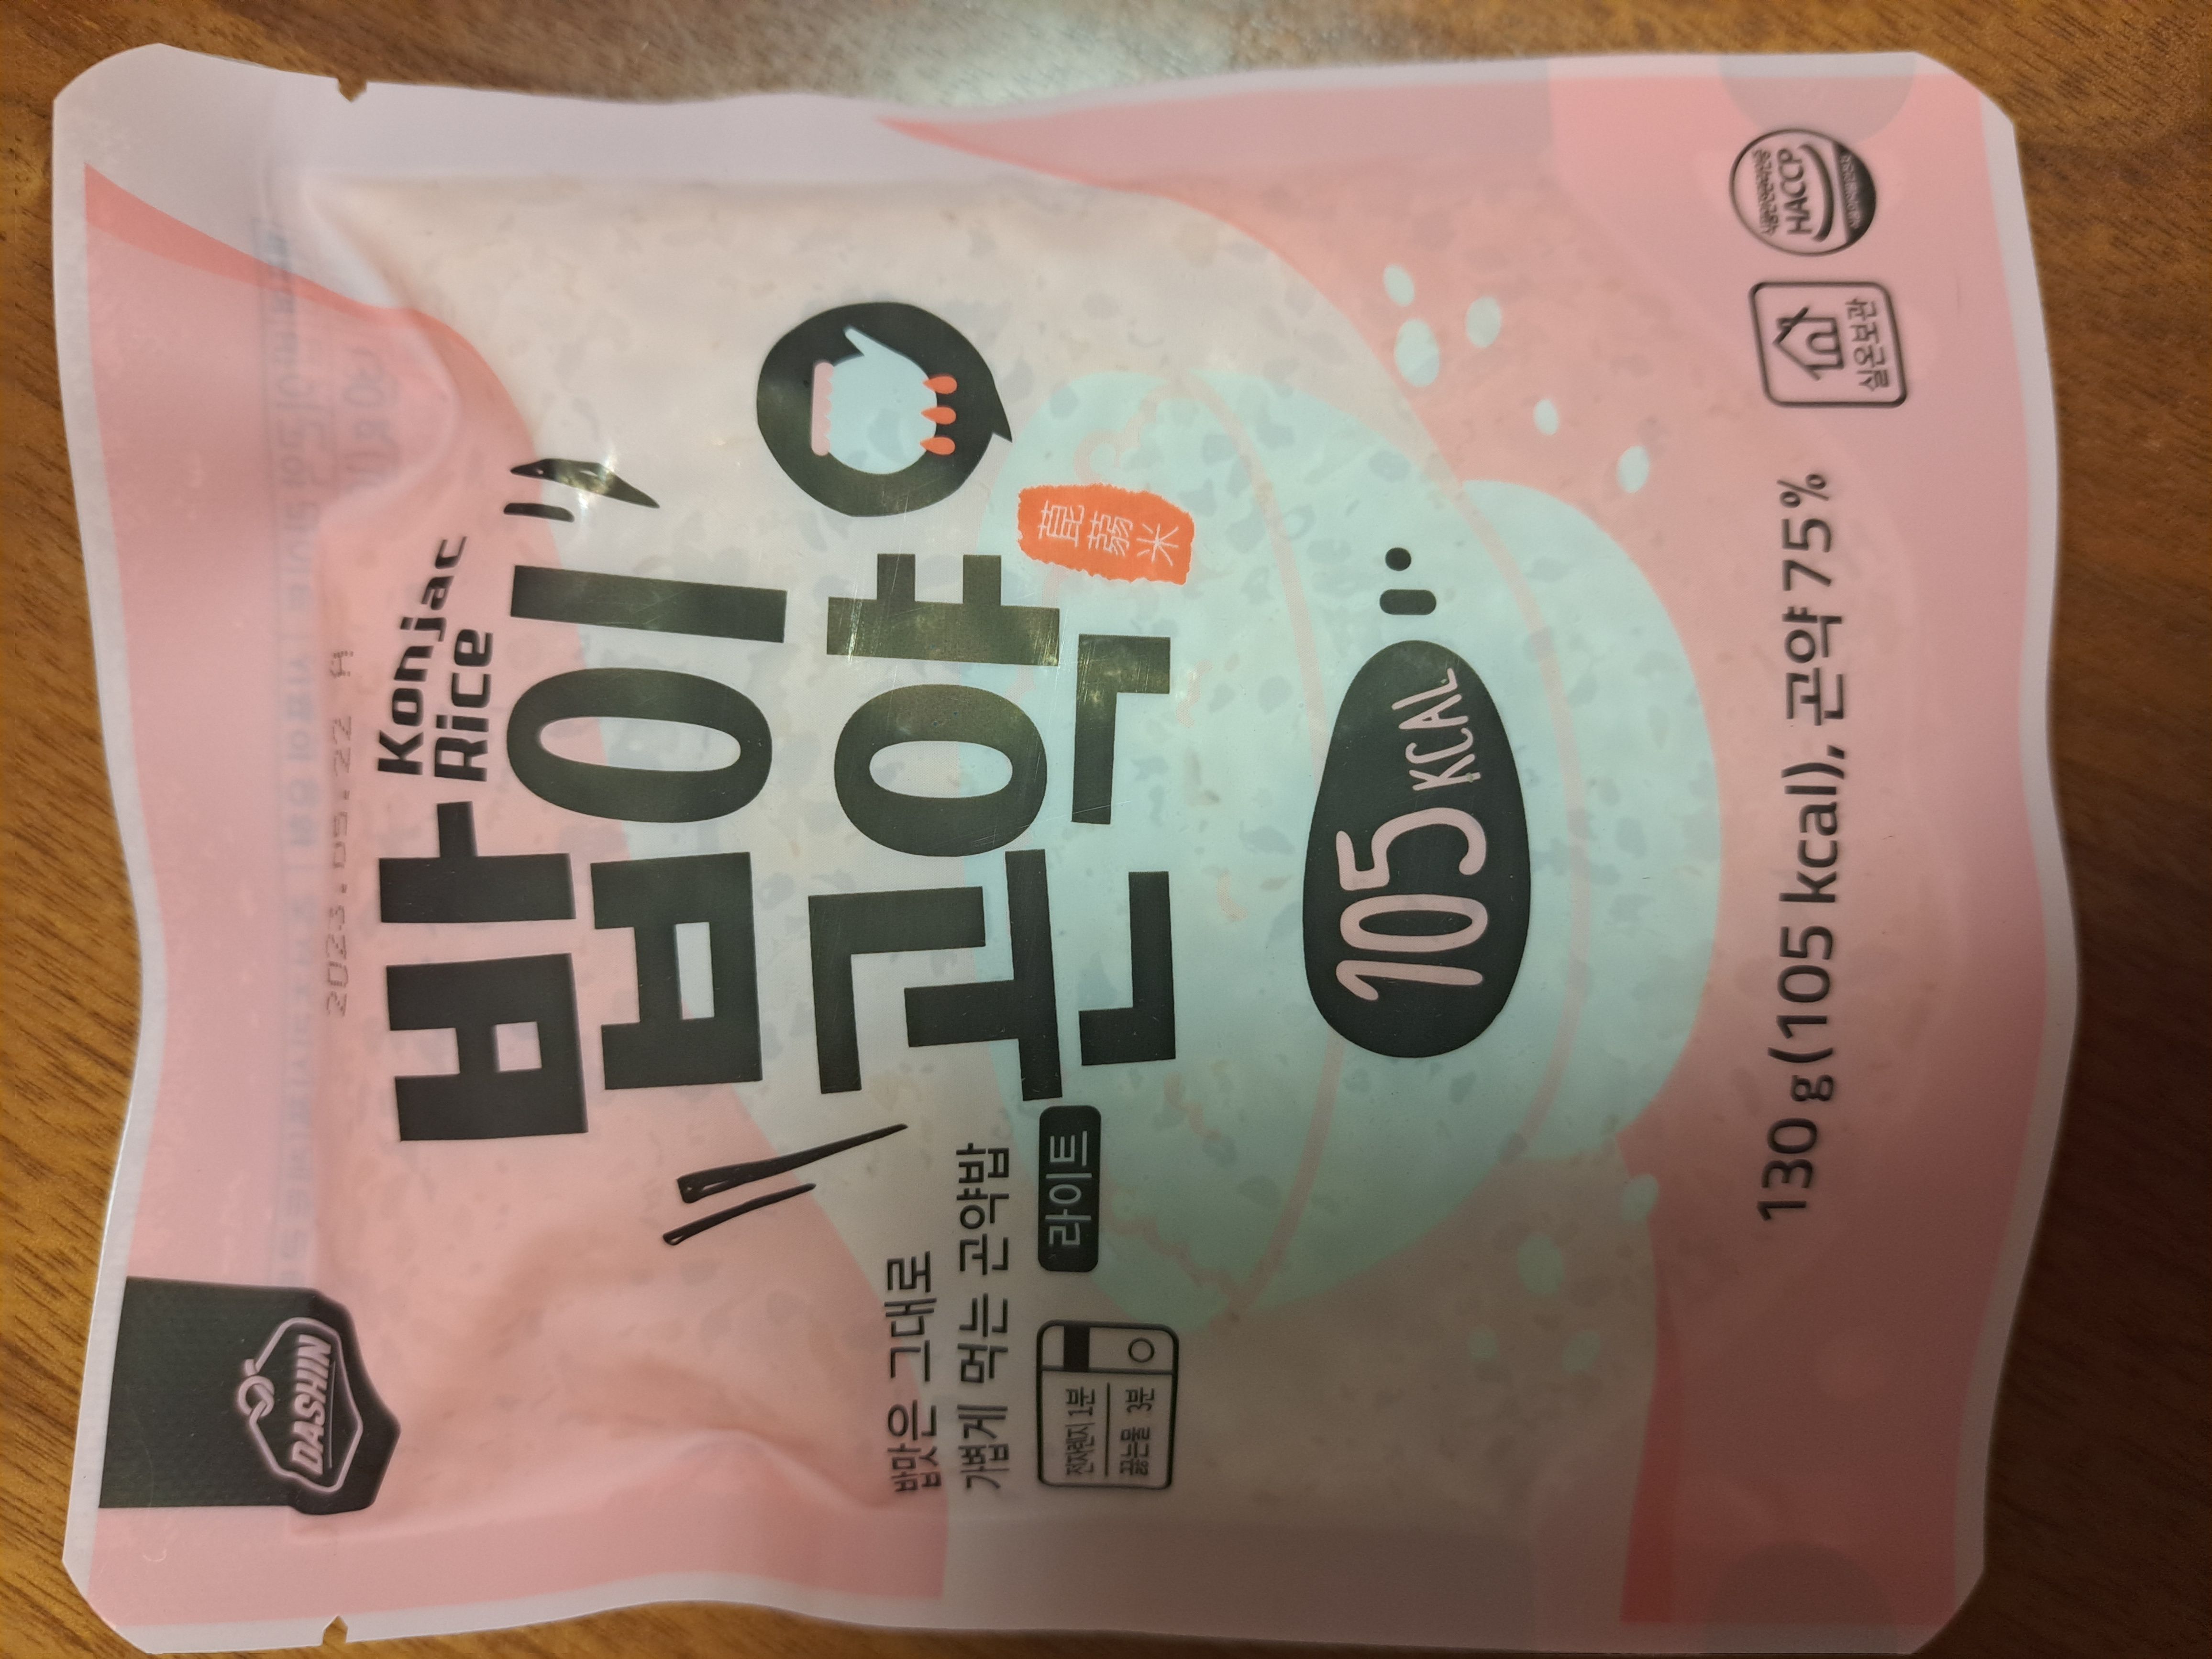 DASHIN
2023.05.22 A
Konjac
Rice
밥이
곤약
蒟蒻米
밥맛은 그대로
가볍게 먹는 곤약밥
라이트
전자렌지 1분
끓는물 3분
105 KCAL
130 g (105 kcal), 곤약 75%
실온보관
HACCP